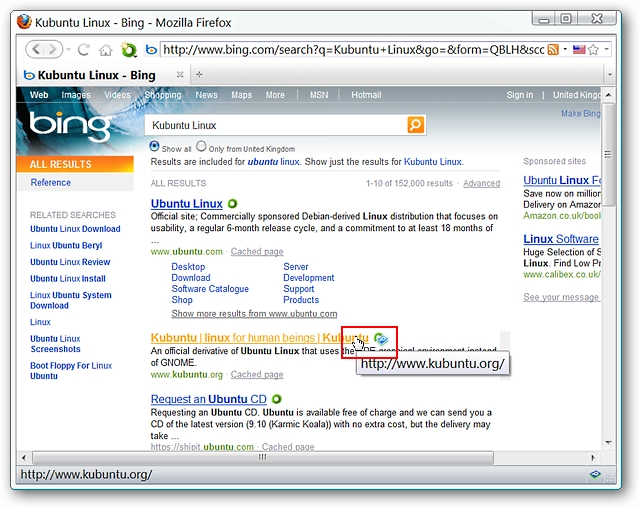 Kubuntu Linux - Bing - Mozilla Firefox
http://www.bing.com/search?q=Kubuntu+Linux&go=&form=QBLH&scc
Kubuntu Linux - Bing
Web Images Videos Shopping News Maps More | MSN | Hotmail Sign in | United Kingd
bing
Make Bing
Kubuntu Linux
Show all Only from United Kingdom
Results are included for ubuntu linux. Show just the results for Kubuntu Linux.
ALL RESULTS
Reference
RELATED SEARCHES
Ubuntu Linux Download
Linux Ubuntu Beryl
Ubuntu Linux Review
Ubuntu Linux Install
Linux Ubuntu System
Download
Linux
Ubuntu Linux
Screenshots
Boot Floppy For Linux
Ubuntu
ALL RESULTS 1-10 of 152,000 results · Advanced
Ubuntu Linux
Official site; Commercially sponsored Debian-derived Linux distribution that focuses on
usability, a regular 6-month release cycle, and a commitment to at least 18 months of
...
www.ubuntu.com · Cached page
Desktop Server
Download Development
Software Catalogue Support
Shop Products
Show more results from www.ubuntu.com
Kubuntu | linux for human beings | Kubuntu
An official derivative of Ubuntu Linux that uses the KDE graphical environment instead
of GNOME.
http://www.kubuntu.org/
www.kubuntu.org · Cached page
Request an Ubuntu CD
Requesting an Ubuntu CD. Ubuntu is available free of charge and we can send you a
CD of the latest version (9.10 (Karmic Koala)) with no extra cost, but the delivery may
take ...
https://shipit.ubuntu.com · Cached page
Sponsored sites
Ubuntu Linux Fe
Save now on million
Delivery on Amazon
Amazon.co.uk/book
Linux Software
Huge Selection of S
Linux. Find Low Pr
www.calibex.co.uk/
See your message
http://www.kubuntu.org/